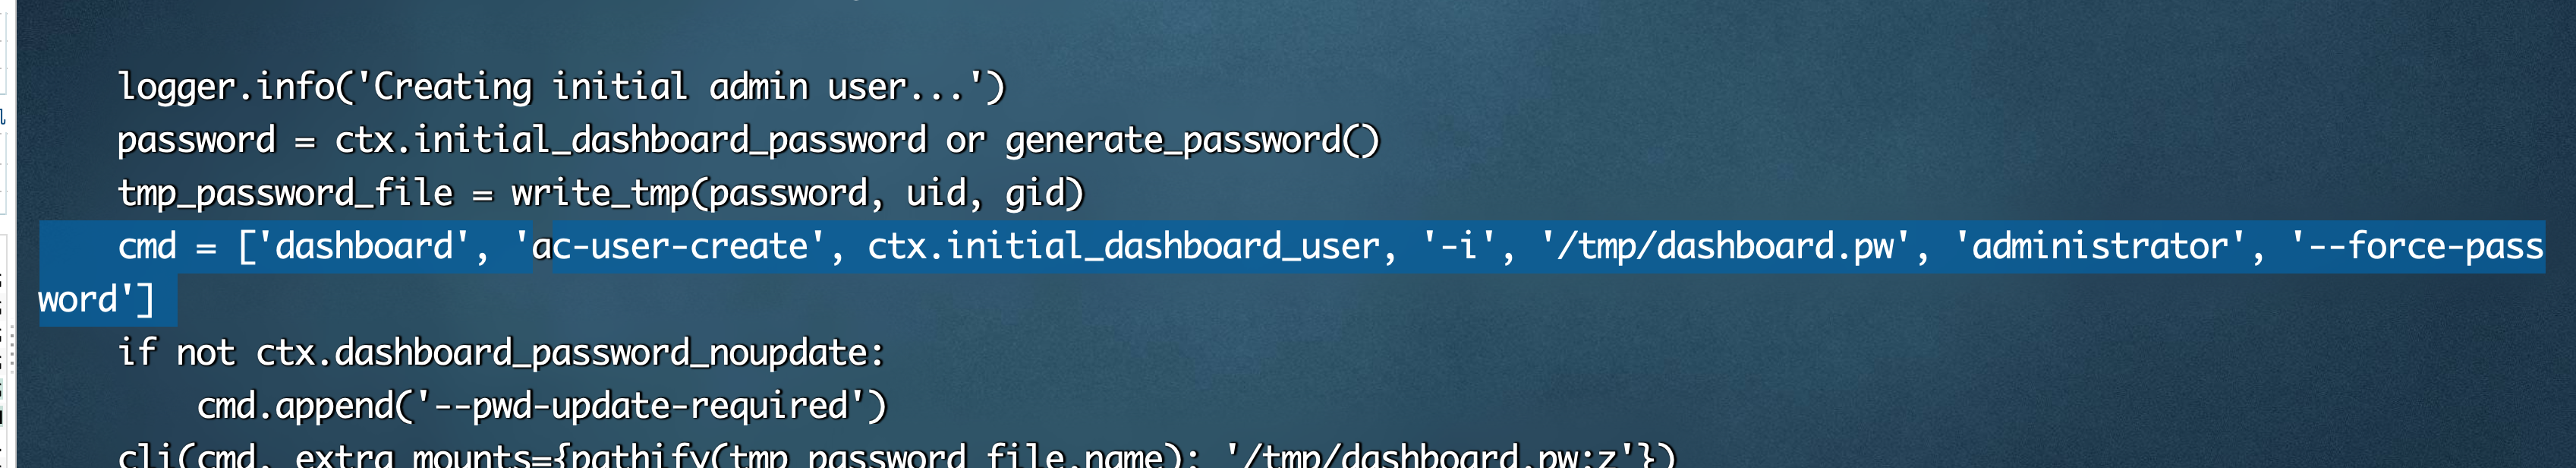 logger.info('Creating initial admin user...')
password = ctx.initial_dashboard_password or generate_password()
tmp_password_file = write_tmp(password, uid, gid)
cmd = ['dashboard', 'ac-user-create', ctx.initial_dashboard_user, '-i', '/tmp/dashboard.pw', 'administrator', '--force-pass
word']
if not ctx.dashboard_password_noupdate:
cmd.append('--pwd-update-required')
cli(cmd, extra_mounts={pathify(tmp_password_file.name): '/tmp/dashboard.pw:z'})